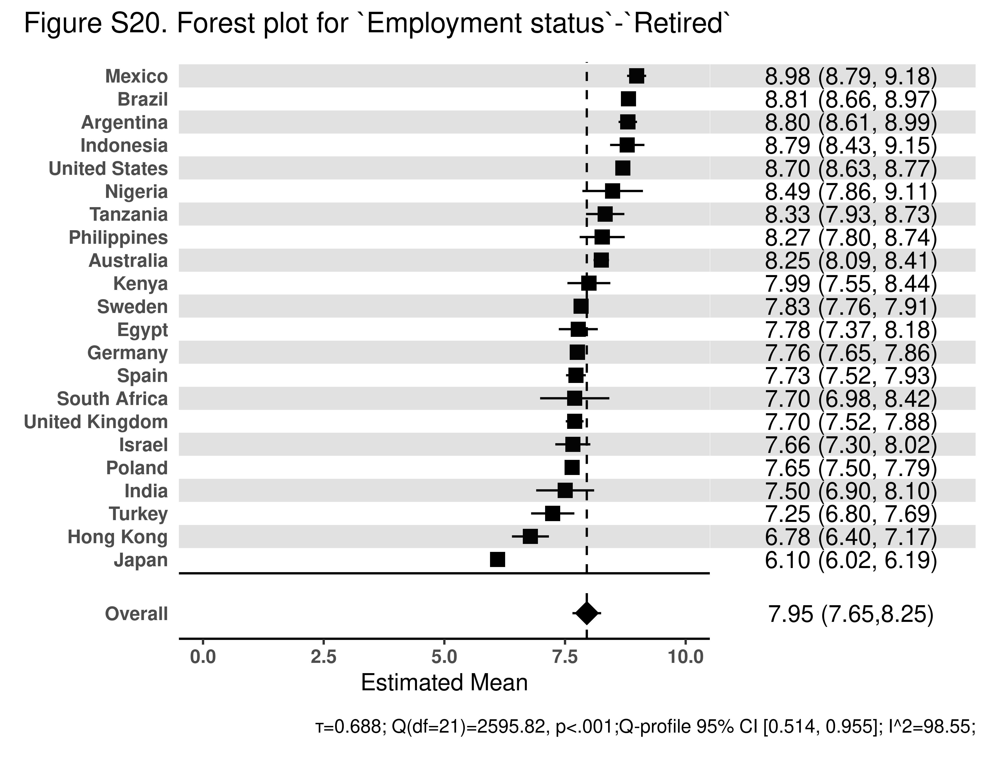 Figure S20. Forest plot for `Employment status`-`Retired`
Mexico 8.98 (8.79, 9.18)
Brazil 8.81 (8.66, 8.97)
Argentina 8.80 (8.61, 8.99)
Indonesia 8.79 (8.43, 9.15)
United States 8.70 (8.63, 8.77)
Nigeria 8.49 (7.86, 9.11)
Tanzania 8.33 (7.93, 8.73)
Philippines 8.27 (7.80, 8.74)
Australia 8.25 (8.09, 8.41)
Kenya 7.99 (7.55, 8.44)
Sweden 7.83 (7.76, 7.91)
Egypt 7.78 (7.37, 8.18)
Germany 7.76 (7.65, 7.86)
Spain 7.73 (7.52, 7.93)
South Africa 7.70 (6.98, 8.42)
United Kingdom 7.70 (7.52, 7.88)
Israel 7.66 (7.30, 8.02)
Poland 7.65 (7.50, 7.79)
India 7.50 (6.90, 8.10)
Turkey 7.25 (6.80, 7.69)
Hong Kong 6.78 (6.40, 7.17)
Japan 6.10 (6.02, 6.19)
Overall 7.95 (7.65,8.25)
0.0 2.5 5.0 7.5 10.0
Estimated Mean
τ=0.688; Q(df=21)=2595.82, p<.001;Q-profile 95% CI [0.514, 0.955]; I^2=98.55;